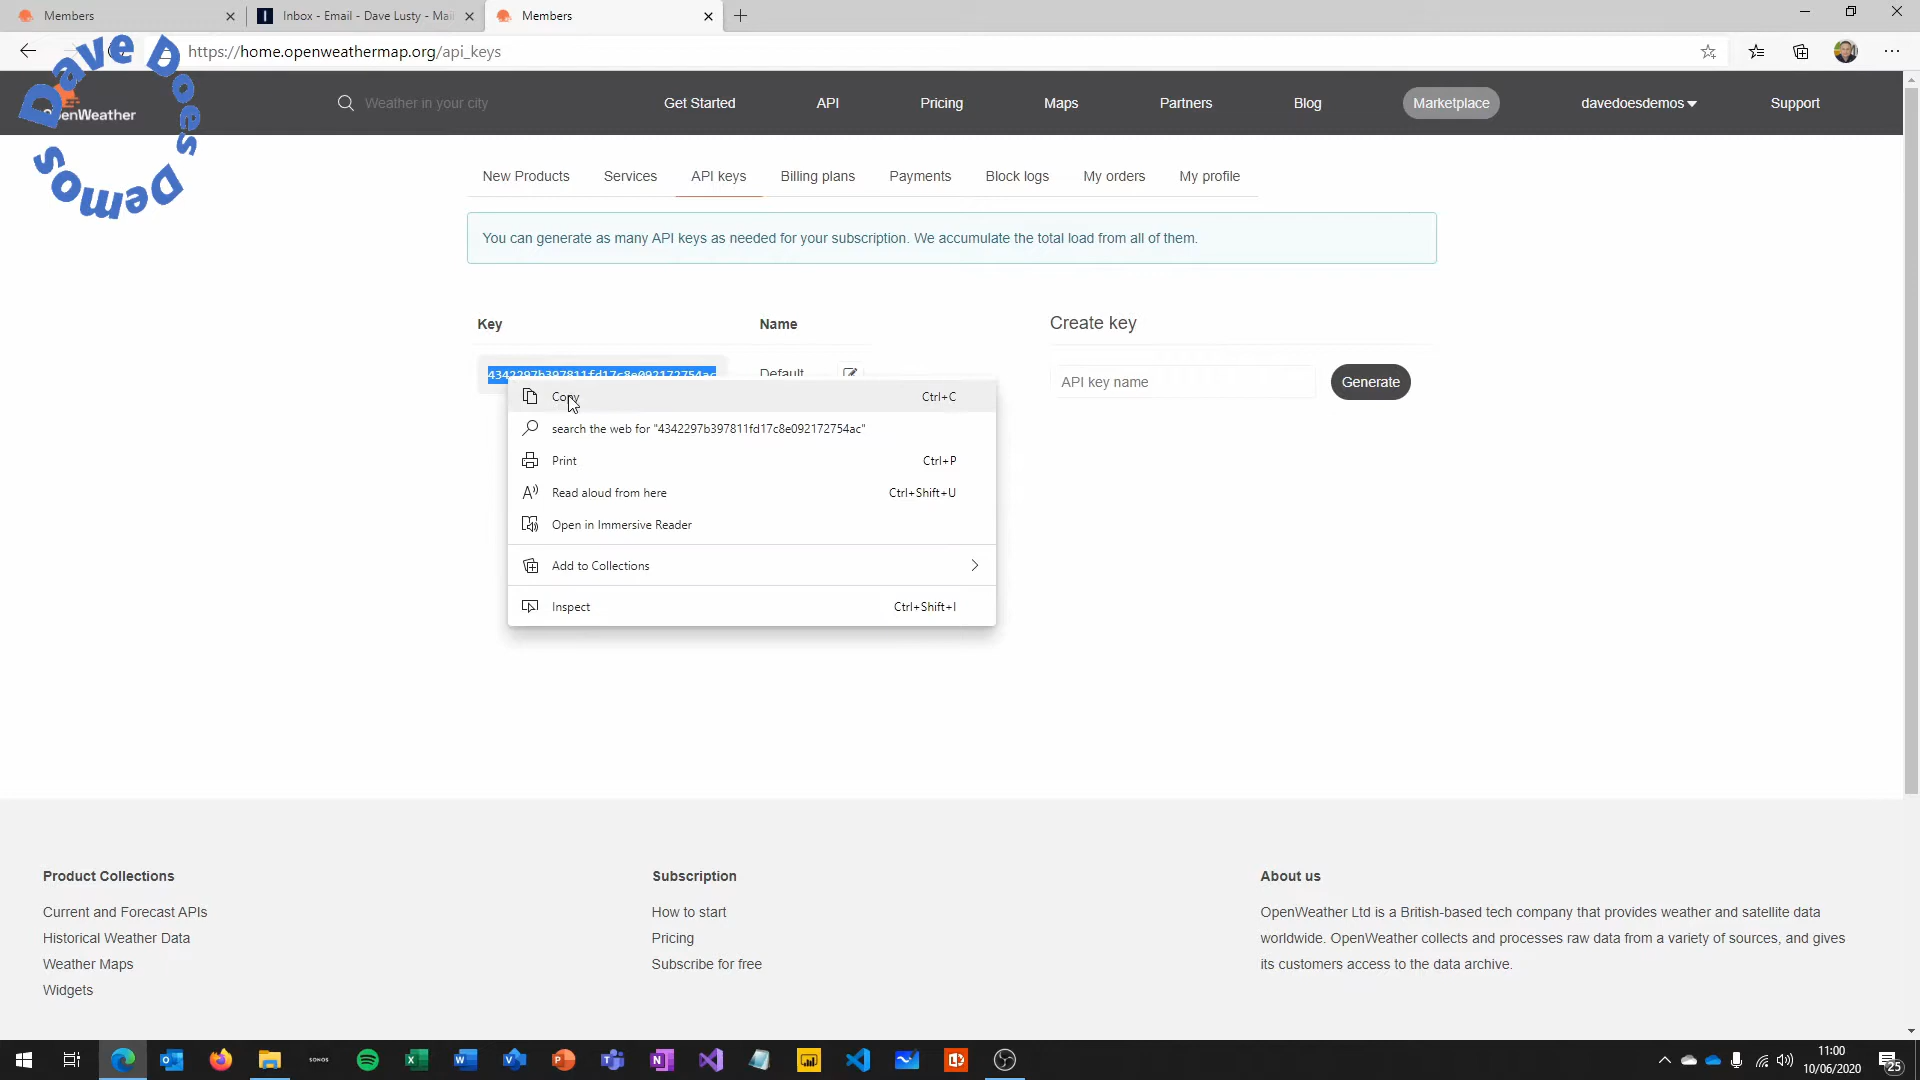 Members
Inbox - Email - Dave Lusty - Mai
Members
https://home.openweathermap.org/api_keys
Dave Does Demos
enWeather
Weather in your city
Get Started
API
Pricing
Maps
Partners
Blog
Marketplace
davedoesdemos
Support
New Products
Services
API keys
Billing plans
Payments
Block logs
My orders
My profile
You can generate as many API keys as needed for your subscription. We accumulate the total load from all of them.
Key
Name
Create key
4342297b397811fd17c8e092172754ac
Default
API key name
Generate
Copy
Ctrl+C
search the web for "4342297b397811fd17c8e092172754ac"
Print
Ctrl+P
Read aloud from here
Ctrl+Shift+U
Open in Immersive Reader
Add to Collections
Inspect
Ctrl+Shift+I
Product Collections
Current and Forecast APIs
Historical Weather Data
Weather Maps
Widgets
Subscription
How to start
Pricing
Subscribe for free
About us
OpenWeather Ltd is a British-based tech company that provides weather and satellite data
worldwide. OpenWeather collects and processes raw data from a variety of sources, and gives
its customers access to the data archive.
SONOS
11:00
10/06/2020
25